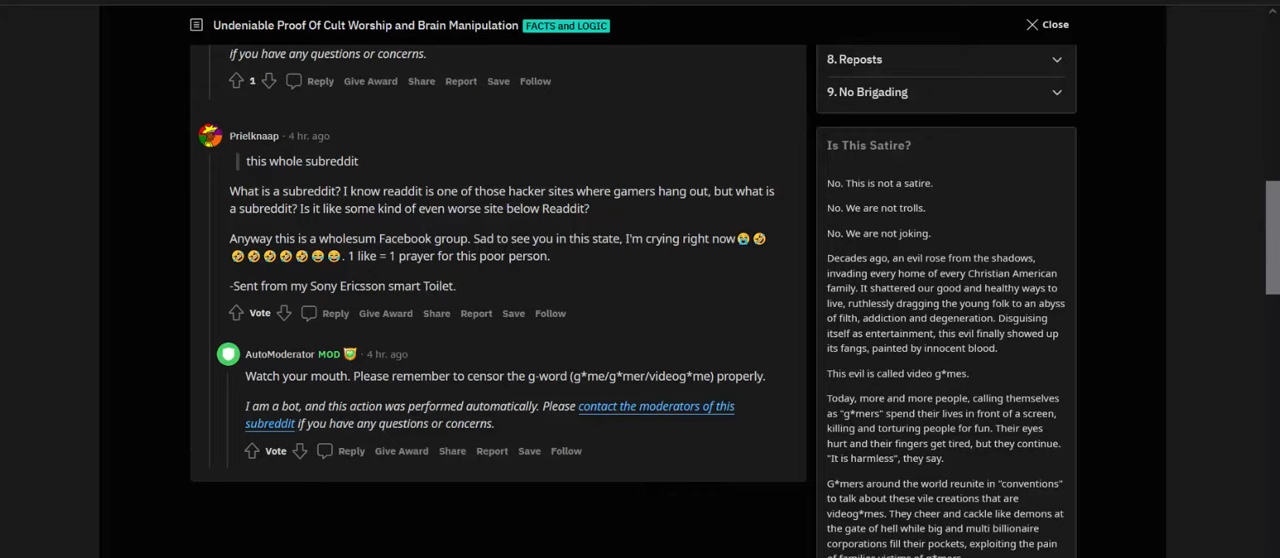 Undeniable Proof Of Cult Worship and Brain Manipulation FACTS and LOGIC
Close
if you have any questions or concerns.
1 Reply Give Award Share Report Save Follow
Prielknaap · 4 hr. ago
this whole subreddit
What is a subreddit? I know readdit is one of those hacker sites where gamers hang out, but what is
a subreddit? Is it like some kind of even worse site below Readdit?
Anyway this is a wholesum Facebook group. Sad to see you in this state, I'm crying right now😭🤣
🤣🤣🤣🤣🤣😂😂. 1 like = 1 prayer for this poor person.
-Sent from my Sony Ericsson smart Toilet.
Vote Reply Give Award Share Report Save Follow
AutoModerator MOD · 4 hr. ago
Watch your mouth. Please remember to censor the g-word (g*me/g*mer/videog*me) properly.
I am a bot, and this action was performed automatically. Please contact the moderators of this
subreddit if you have any questions or concerns.
Vote Reply Give Award Share Report Save Follow
8. Reposts
9. No Brigading
Is This Satire?
No. This is not a satire.
No. We are not trolls.
No. We are not joking.
Decades ago, an evil rose from the shadows,
invading every home of every Christian American
family. It shattered our good and healthy ways to
live, ruthlessly dragging the young folk to an abyss
of filth, addiction and degeneration. Disguising
itself as entertainment, this evil finally showed up
its fangs, painted by innocent blood.
This evil is called video g*mes.
Today, more and more people, calling themselves
as "g*mers" spend their lives in front of a screen,
killing and torturing people for fun. Their eyes
hurt and their fingers get tired, but they continue.
"It is harmless", they say.
G*mers around the world reunite in "conventions"
to talk about these vile creations that are
videog*mes. They cheer and cackle like demons at
the gate of hell while big and multi billionaire
corporations fill their pockets, exploiting the pain
of families victims of g*mers.